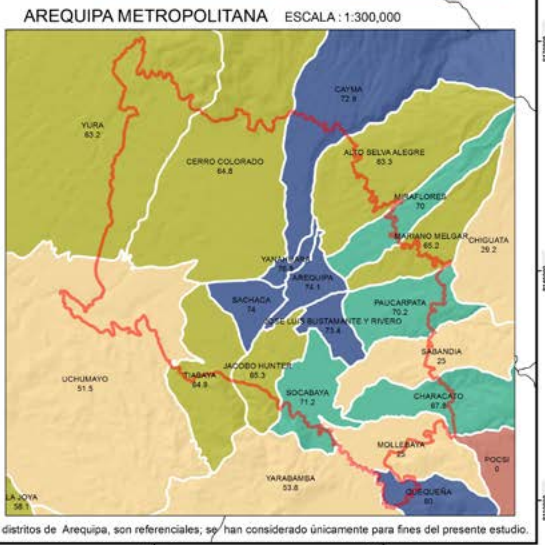 AREQUIPA METROPOLITANA ESCALA : 1:300,000
CAYMA
72.9
YURA
63.2
CERRO COLORADO
64.8
ALTO SELVA ALEGRE
63.3
MIRAFLORES
70
MARIANO MELGAR
65.2
CHIGUATA
29.2
YANAHUARA
AREQUIPA
74.1
SACHACA
74
PAUCARPATA
70.2
JOSE LUIS BUSTAMANTE Y RIVERO
73.4
SABANDIA
25
UCHUMAYO
51.5
TIABAYA
64.9
JACOBO HUNTER
65.3
SOCABAYA
71.2
CHARACATO
67.8
MOLLEBAYA
25
POCSI
0
YARABAMBA
53.8
QUEQUEÑA
80
LA JOYA
58.1
distritos de Arequipa, son referenciales; se han considerado únicamente para fines del presente estudio.